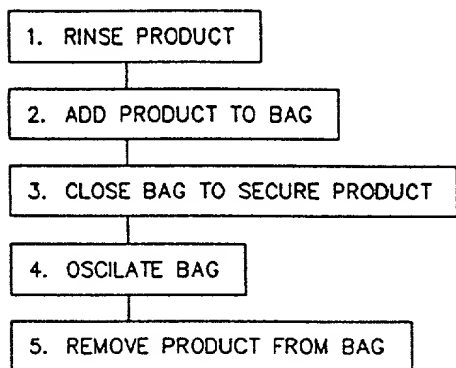 1. RINSE PRODUCT
2. ADD PRODUCT TO BAG
3. CLOSE BAG TO SECURE PRODUCT
4. OSCILATE BAG
5. REMOVE PRODUCT FROM BAG